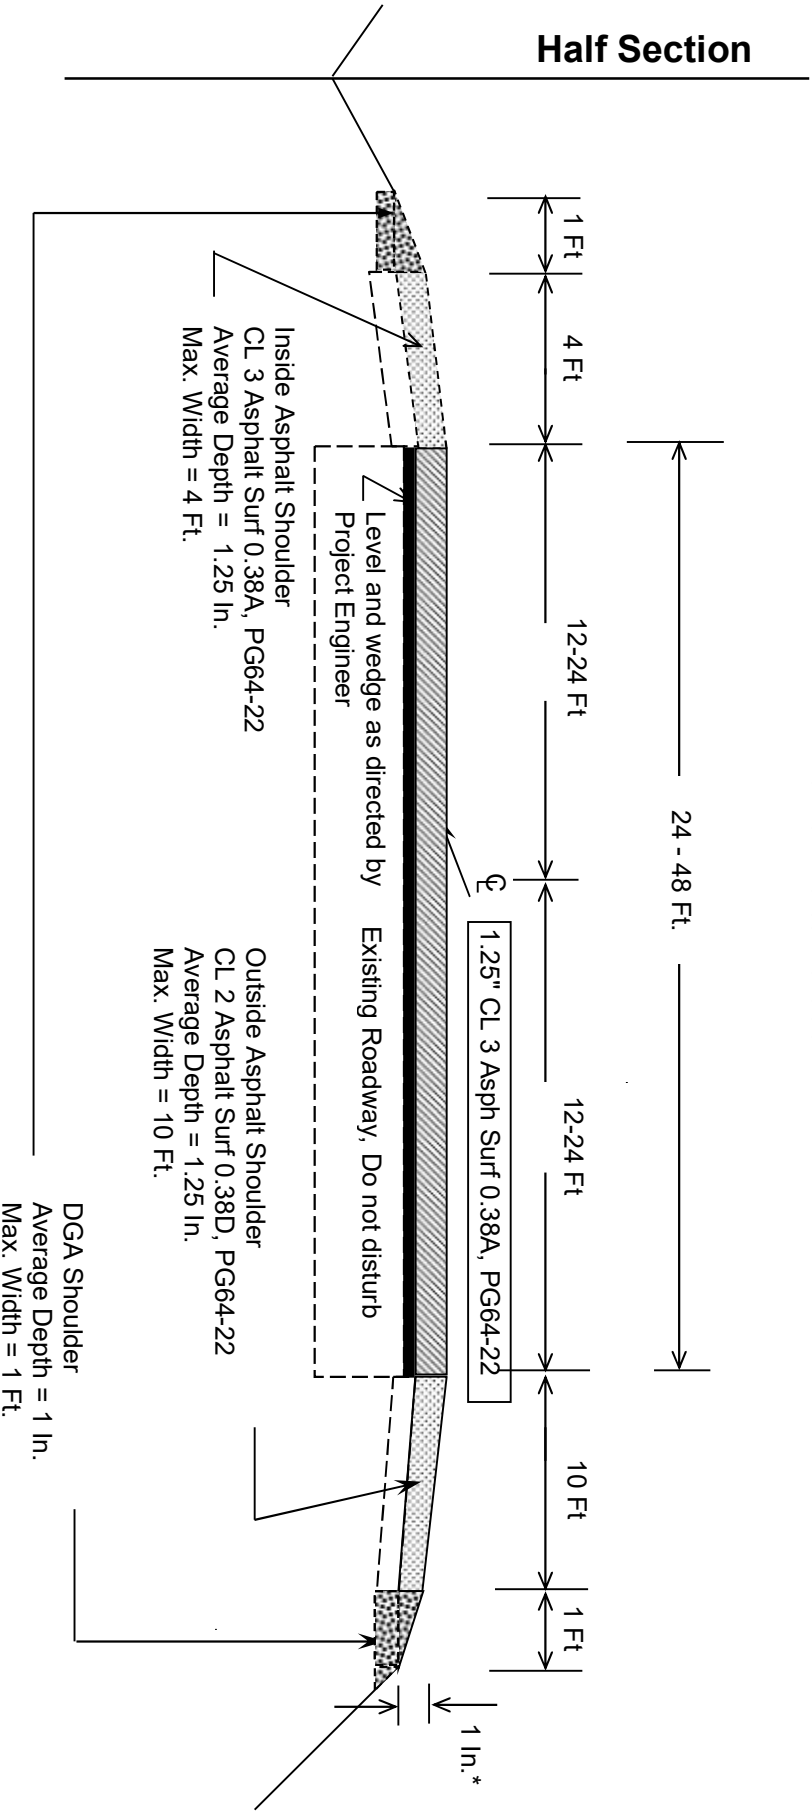 Half Section
1 Ft
4 Ft
12-24 Ft
24 - 48 Ft.
12-24 Ft
10 Ft
1 Ft
1 In.*
℄
1.25" CL 3 Asph Surf 0.38A, PG64-22
Level and wedge as directed by
Project Engineer
Existing Roadway, Do not disturb
Inside Asphalt Shoulder
CL 3 Asphalt Surf 0.38A, PG64-22
Average Depth = 1.25 In.
Max. Width = 4 Ft.
Outside Asphalt Shoulder
CL 2 Asphalt Surf 0.38D, PG64-22
Average Depth = 1.25 In.
Max. Width = 10 Ft.
DGA Shoulder
Average Depth = 1 In.
Max. Width = 1 Ft.